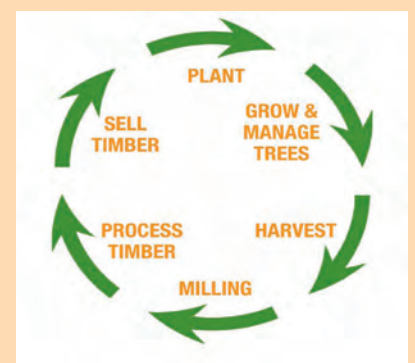 PLANT
GROW &
MANAGE
TREES
HARVEST
MILLING
PROCESS
TIMBER
SELL
TIMBER